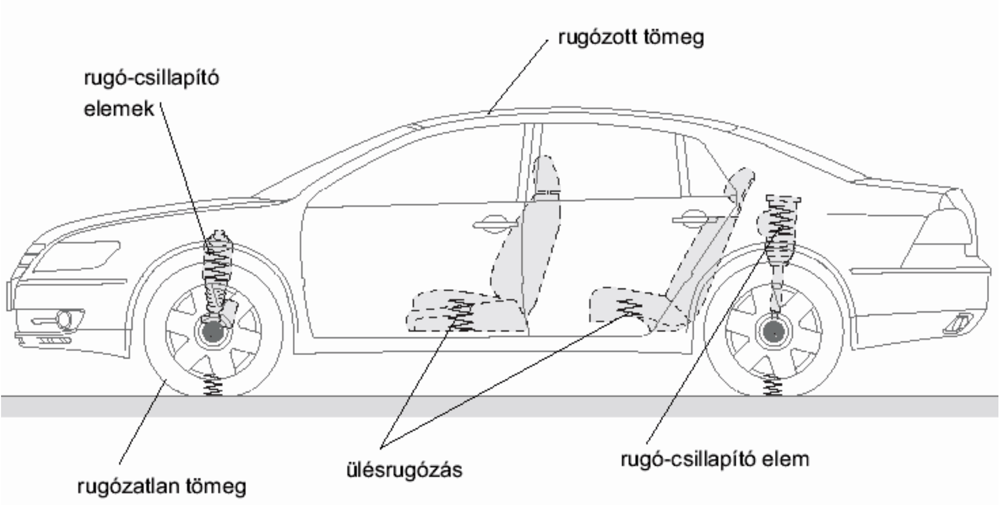 rugózott tömeg
rugó-csillapító
elemek
rugó-csillapító elem
ülésrugózás
rugózatlan tömeg